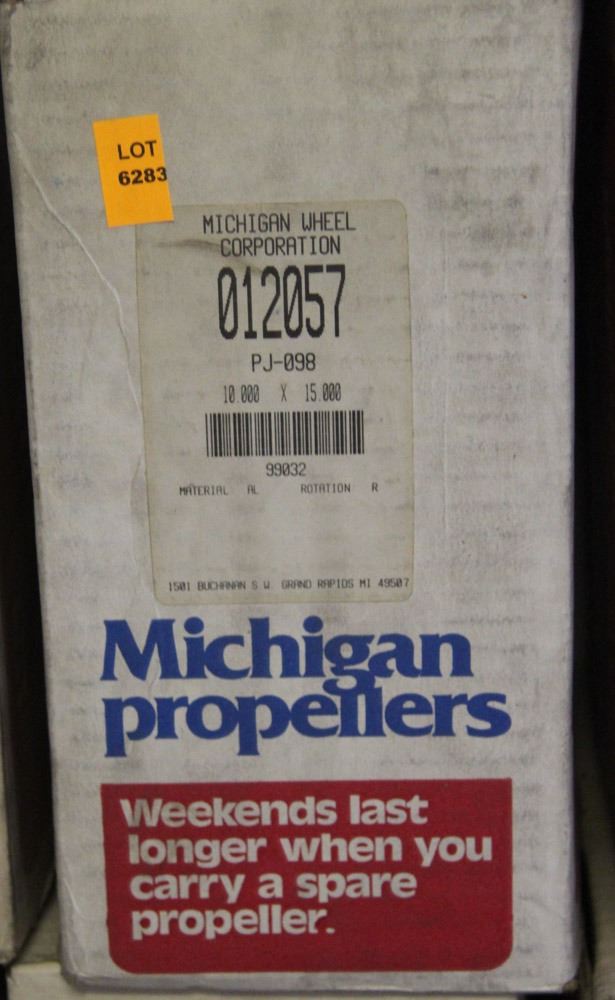 LOT
6283
MICHIGAN WHEEL
CORPORATION
012057
PJ-098
10.000 X 15.000
99032
MATERIAL AL ROTATION R
1501 BUCHANAN S.W. GRAND RAPIDS MI 49507
Michigan
propellers
Weekends last
longer when you
carry a spare
propeller.